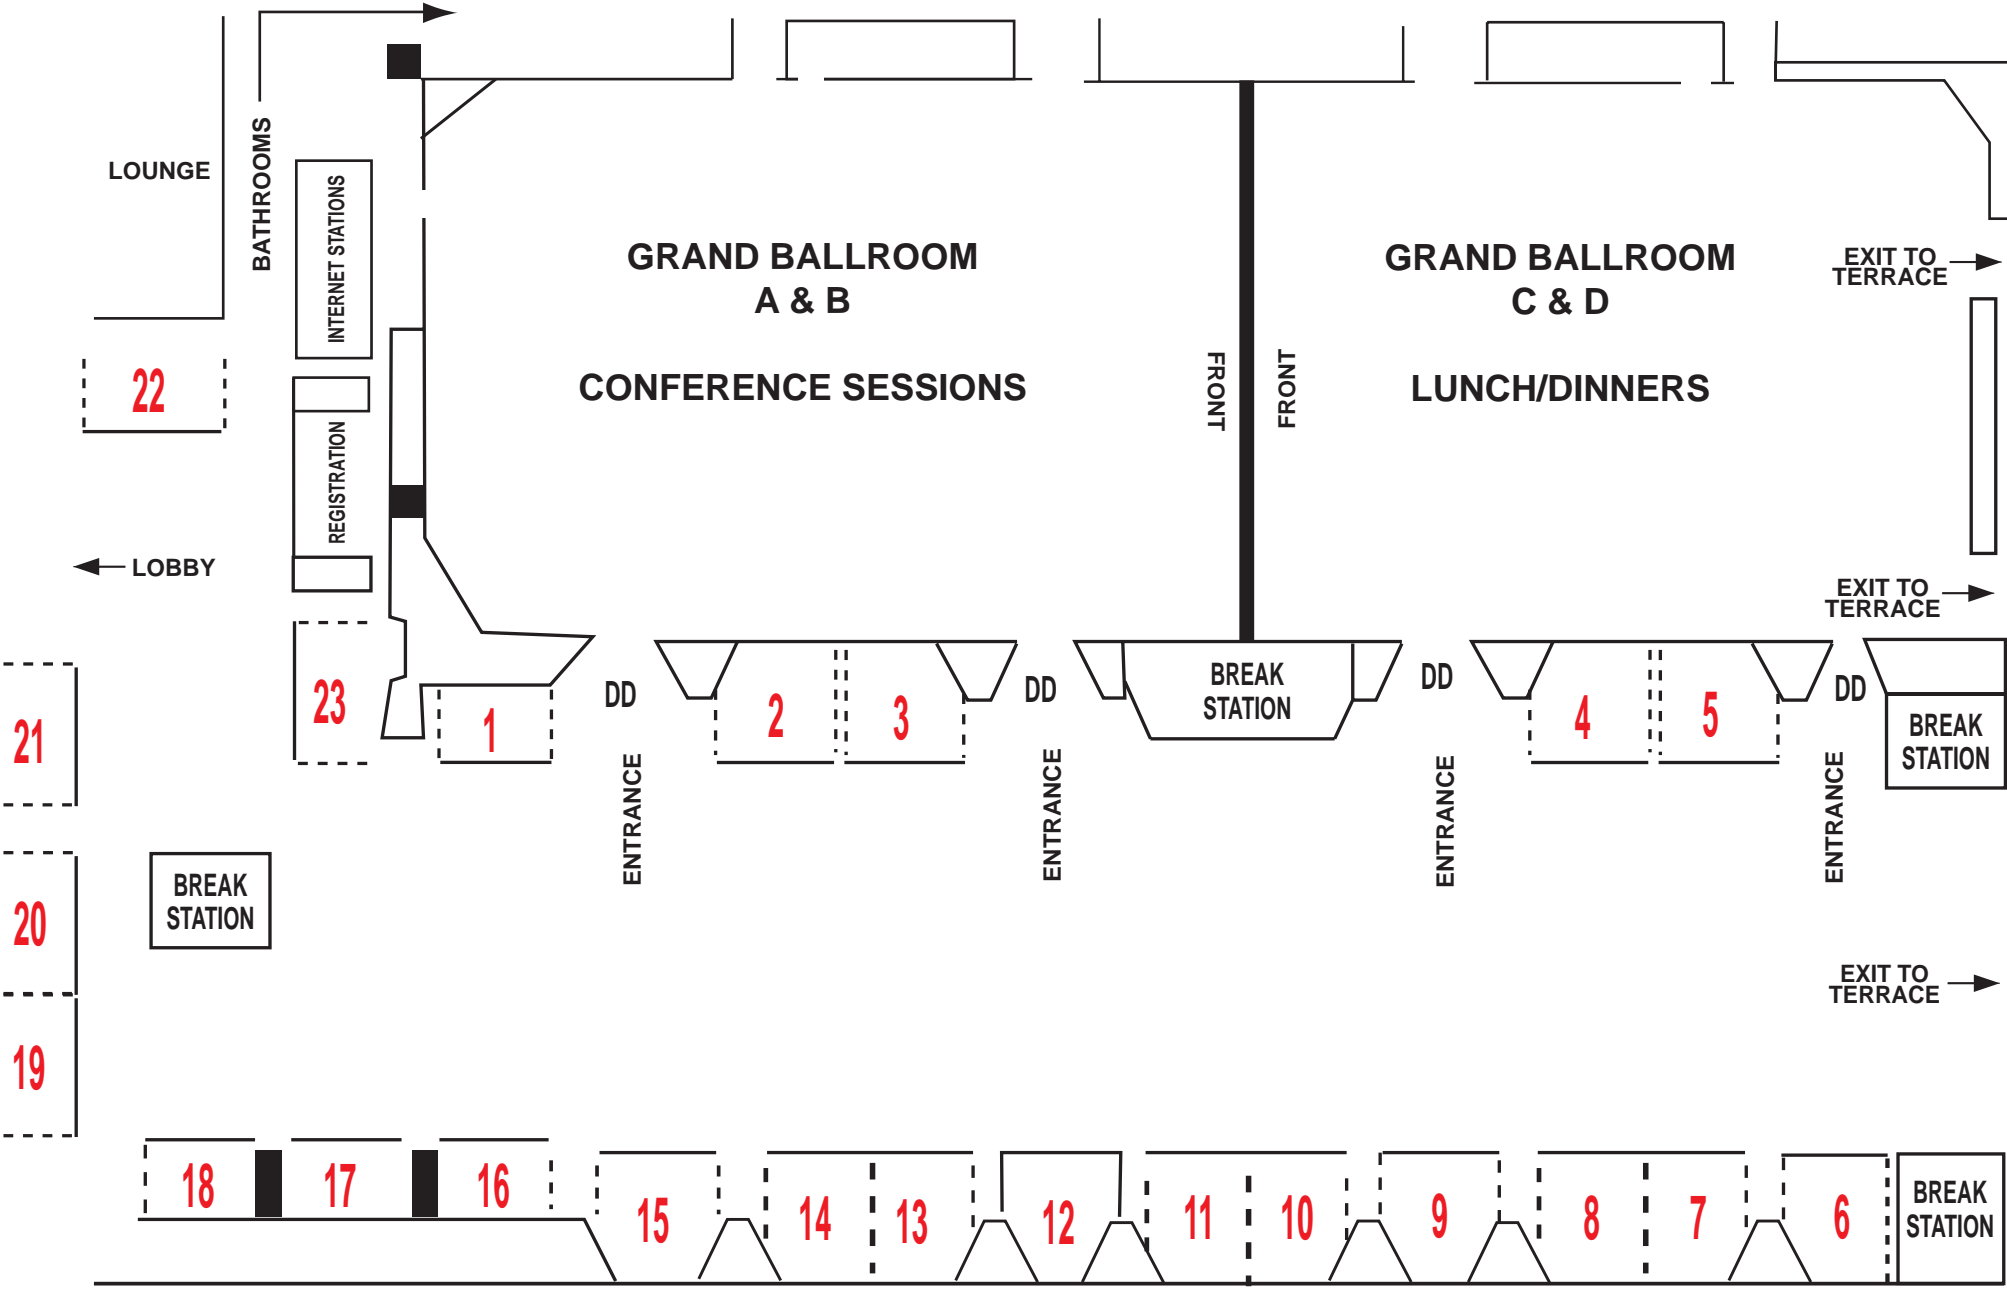 LOUNGE
BATHROOMS
INTERNET STATIONS
GRAND BALLROOM
A & B
CONFERENCE SESSIONS
FRONT
FRONT
GRAND BALLROOM
C & D
LUNCH/DINNERS
EXIT TO
TERRACE
22
REGISTRATION
LOBBY
EXIT TO
TERRACE
21
23
1
DD
ENTRANCE
2
3
DD
ENTRANCE
BREAK
STATION
DD
ENTRANCE
4
5
DD
ENTRANCE
BREAK
STATION
20
BREAK
STATION
EXIT TO
TERRACE
19
18
17
16
15
14
13
12
11
10
9
8
7
6
BREAK
STATION